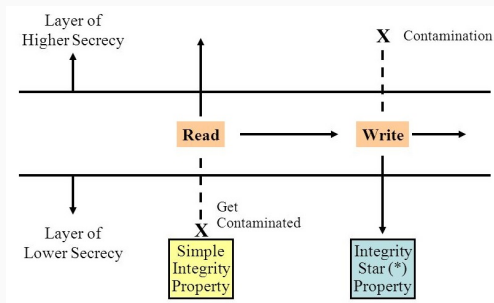 Layer of
Higher Secrecy
X Contamination
Read
Write
Get
Contaminated
X
Layer of
Lower Secrecy
Simple
Integrity
Property
Integrity
Star (*)
Property